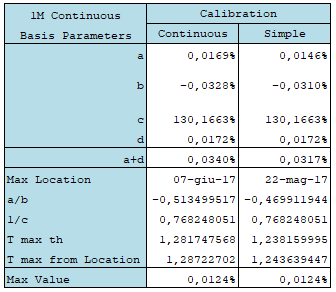 1M Continuous Basis Parameters Calibration
Continuous Simple
a 0,0169% 0,0146%
b -0,0328% -0,0310%
c 130,1663% 130,1663%
d 0,0172% 0,0172%
a+d 0,0340% 0,0317%
Max Location 07-giu-17 22-mag-17
a/b -0,513499517 -0,469911944
1/c 0,768248051 0,768248051
T max th 1,281747568 1,238159995
T max from Location 1,28722702 1,243639447
Max Value 0,0124% 0,0124%